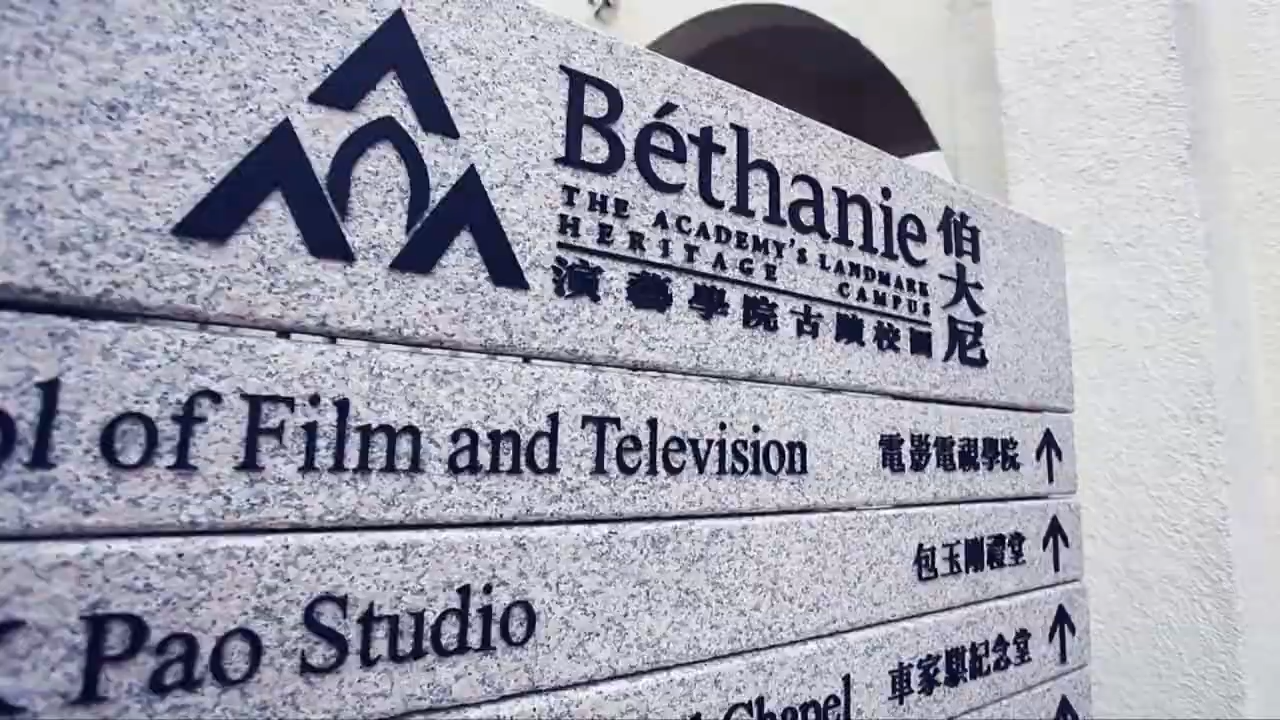 Béthanie
伯大尼
THE ACADEMY'S LANDMARK
HERITAGE CAMPUS
演藝學院古蹟校園
of Film and Television 電影電視學院
Pao Studio 包玉剛禮堂
Chapel 車家騏紀念堂